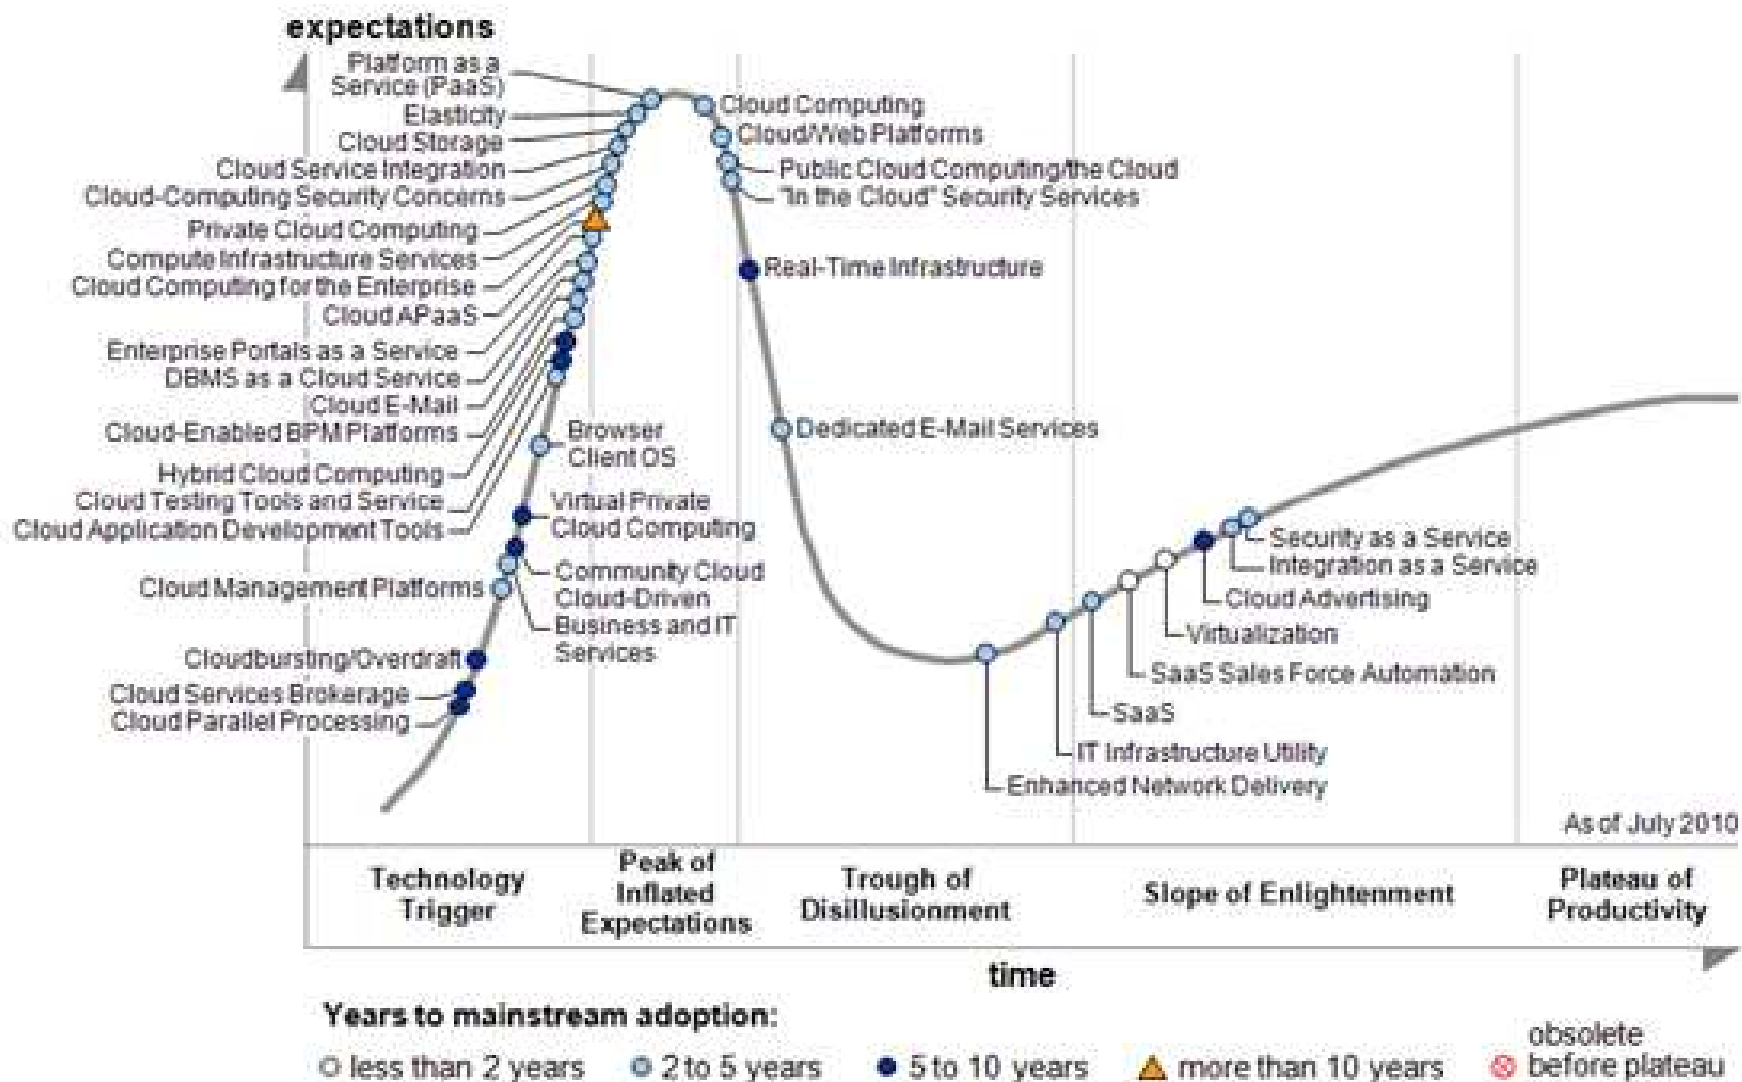 expectations
Platform as a
Service (PaaS)
Elasticity
Cloud Storage
Cloud Service Integration
Cloud-Computing Security Concerns
Private Cloud Computing
Compute Infrastructure Services
Cloud Computing for the Enterprise
Cloud APaaS
Enterprise Portals as a Service
DBMS as a Cloud Service
Cloud E-Mail
Cloud-Enabled BPM Platforms
Hybrid Cloud Computing
Cloud Testing Tools and Service
Cloud Application Development Tools
Cloud Management Platforms
Cloudbursting/Overdraft
Cloud Services Brokerage
Cloud Parallel Processing
Browser
Client OS
Virtual Private
Cloud Computing
Community Cloud
Cloud-Driven
Business and IT
Services
Cloud Computing
Cloud/Web Platforms
Public Cloud Computing/the Cloud
"In the Cloud" Security Services
Real-Time Infrastructure
Dedicated E-Mail Services
Security as a Service
Integration as a Service
Cloud Advertising
Virtualization
SaaS Sales Force Automation
SaaS
IT Infrastructure Utility
Enhanced Network Delivery
As of July 2010
Technology
Trigger
Peak of
Inflated
Expectations
Trough of
Disillusionment
Slope of Enlightenment
Plateau of
Productivity
time
Years to mainstream adoption:
less than 2 years
2 to 5 years
5 to 10 years
more than 10 years
obsolete
before plateau